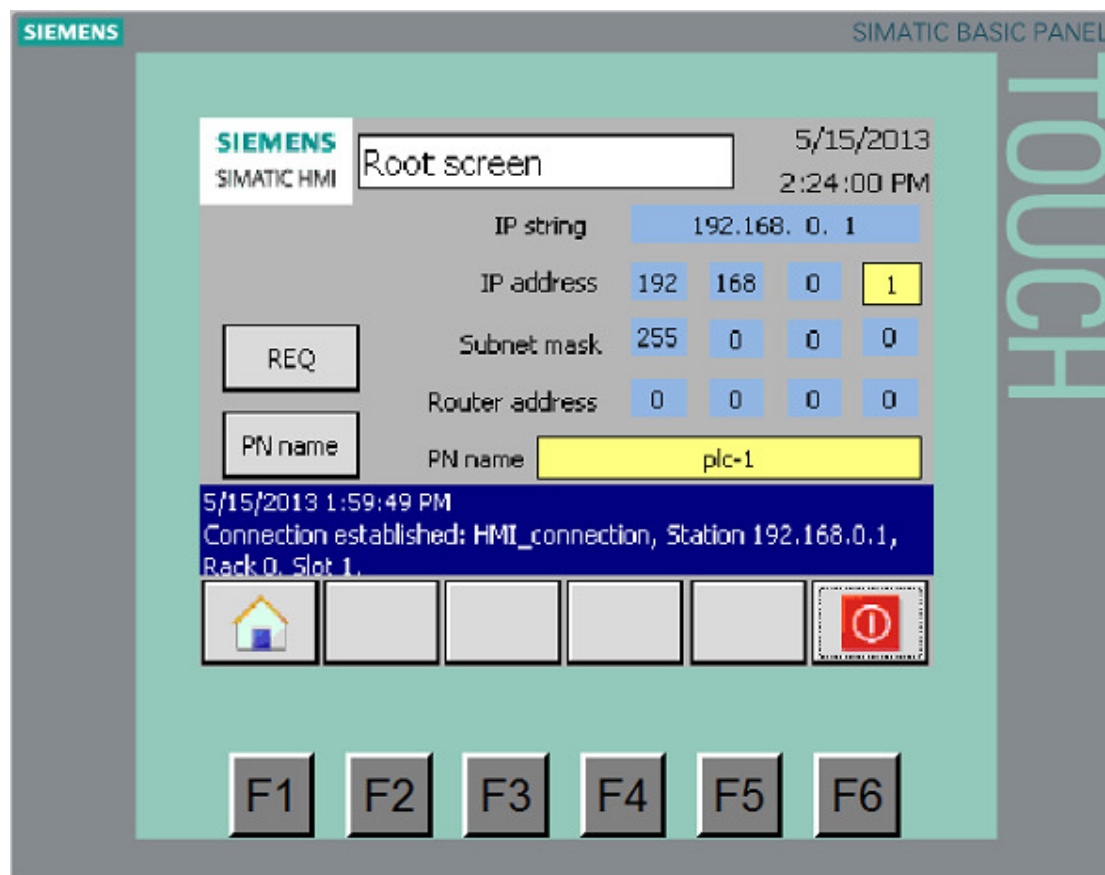 SIEMENS
SIMATIC BASIC PANEL
TOUCH
SIEMENS
SIMATIC HMI
Root screen
5/15/2013
2:24:00 PM
IP string 192.168. 0. 1
IP address 192 168 0 1
Subnet mask 255 0 0 0
REQ
Router address 0 0 0 0
PN name
PN name plc-1
5/15/2013 1:59:49 PM
Connection established: HMI_connection, Station 192.168.0.1,
Rack 0. Slot 1.
F1 F2 F3 F4 F5 F6